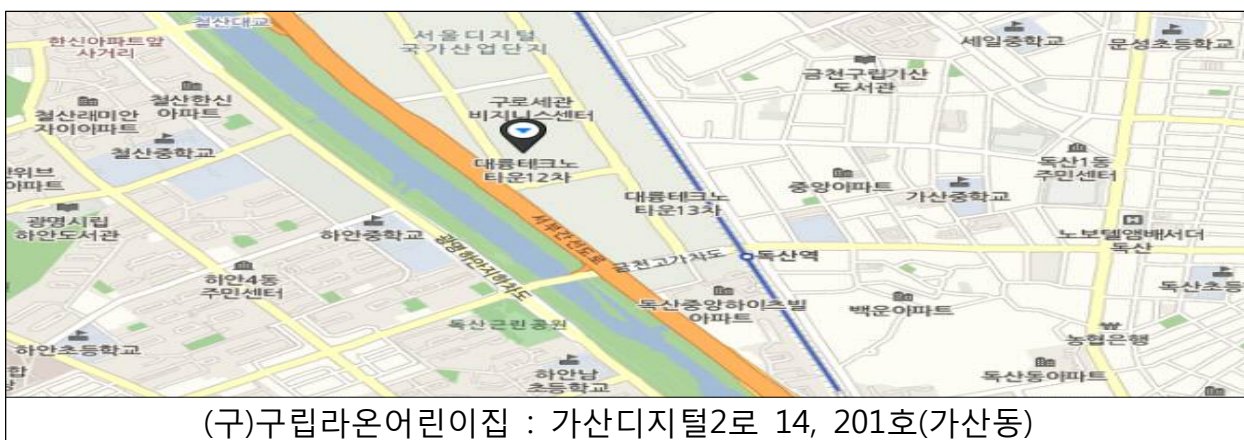 철산대교
한신아파트앞
사거리
서울디지털
국가산업단지
세일중학교
문성초등학교
금천구립가산
도서관
철산래미안
자이아파트
철산한신
아파트
구로세관
비지니스센터
철산중학교
대륭테크노
타운12차
독산1동
주민센터
위브
아파트
대륭테크노
타운13차
중앙아파트
가산중학교
광명시립
하안도서관
하안중학교
노보텔앰배서더
독산
서부간선도로
광명하안지하차도
금천고가차도
독산역
하안4동
주민센터
독산초등
독산중앙하이츠빌
아파트
백운아파트
독산근린공원
농협은행
하안초등학교
하안남
초등학교
독산동아파트
(구)구립라온어린이집 : 가산디지털2로 14, 201호(가산동)